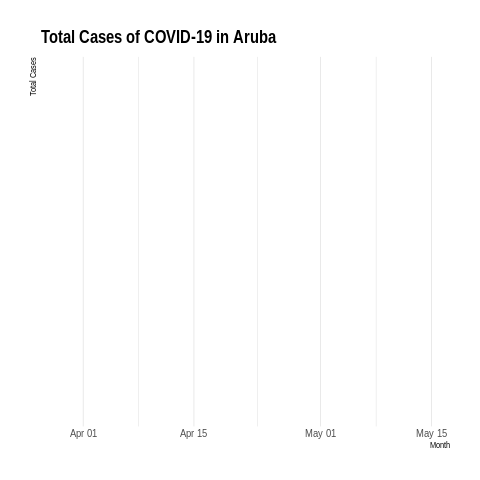 Total Cases of COVID-19 in Aruba
Total Cases
Apr 01 Apr 15 May 01 May 15
Month